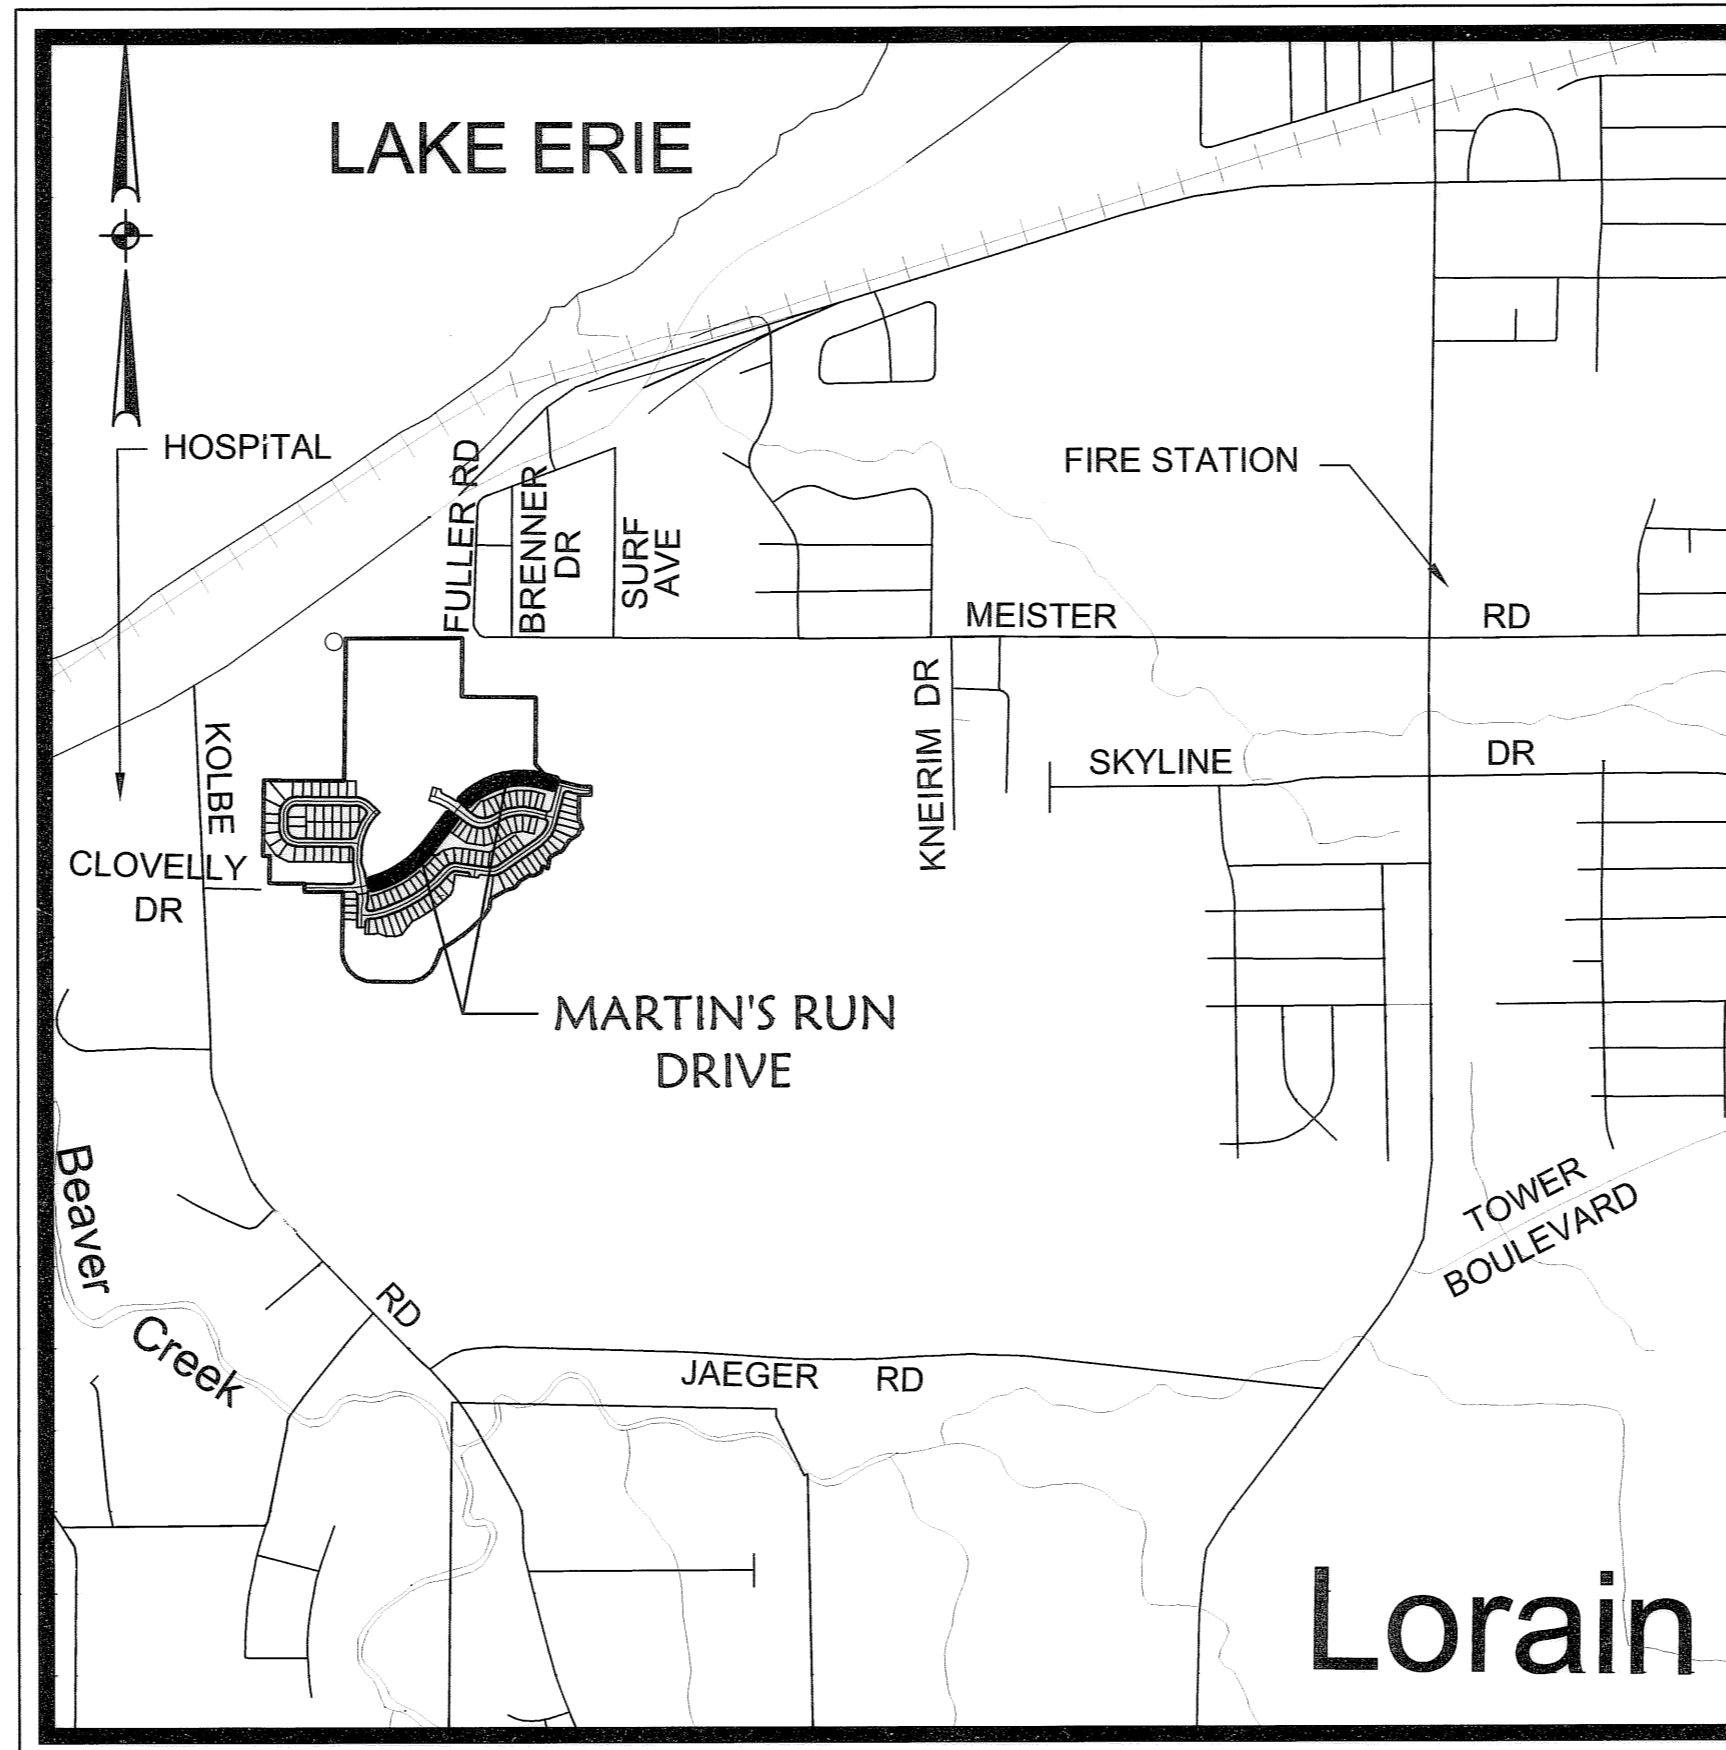 LAKE ERIE
HOSPITAL
FIRE STATION
FULLER RD
BRENNER
DR
SURF
AVE
MEISTER
RD
KOLBE
KNEIRIM DR
SKYLINE
DR
CLOVELLY
DR
MARTIN'S RUN
DRIVE
Beaver
Creek
RD
TOWER
BOULEVARD
JAEGER
RD
Lorain